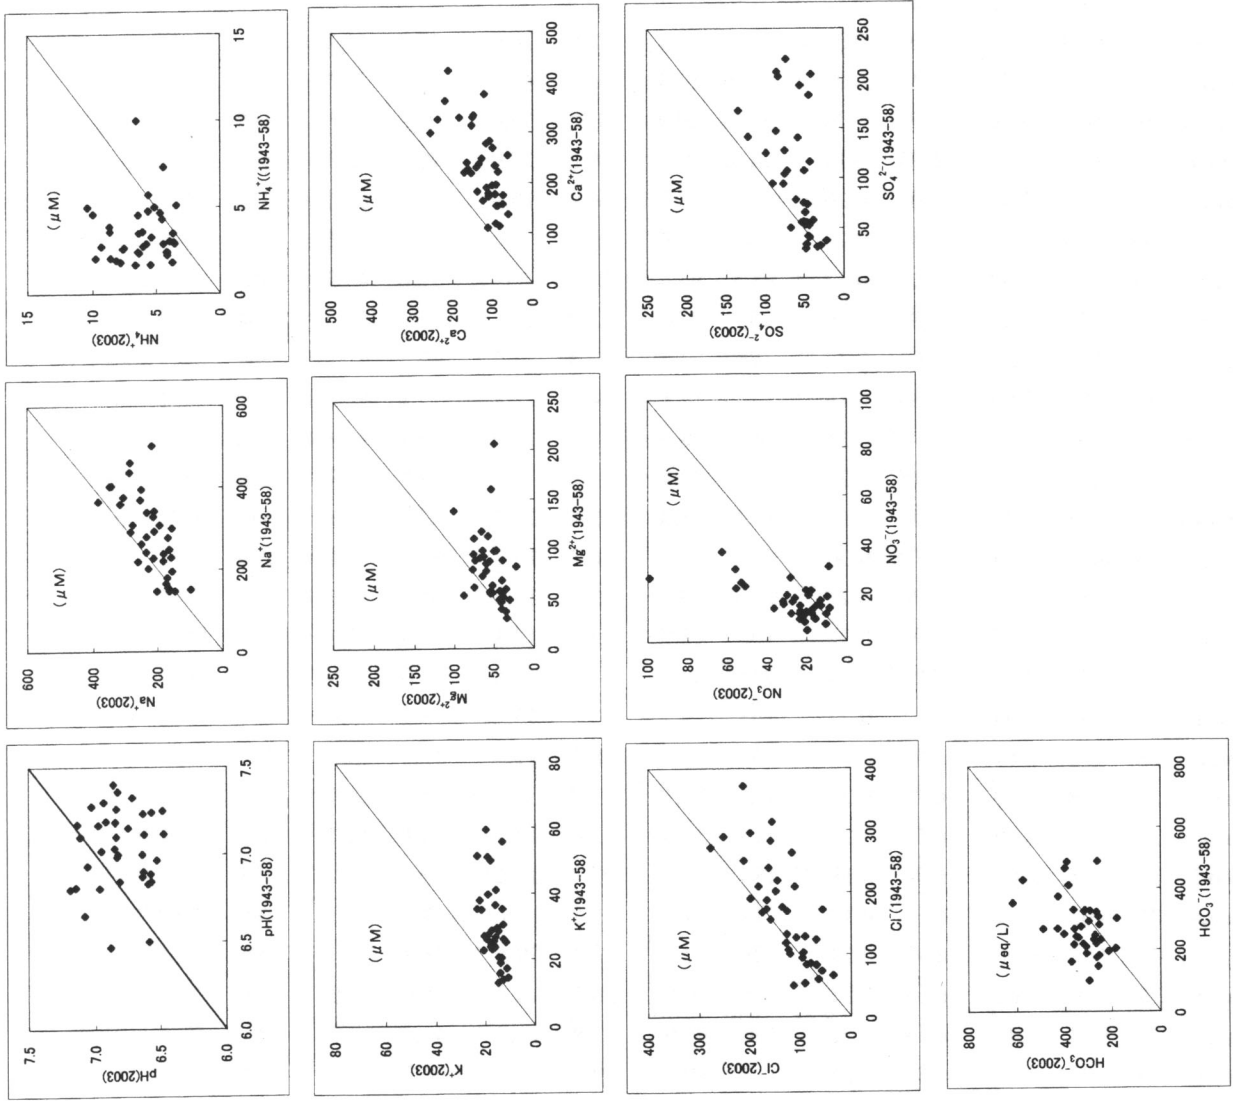 7.5
7.0
6.5
6.0
pH(2003)
6.0 6.5 7.0 7.5
pH(1943-58)
600
400
200
0
Na⁺(2003)
(μM)
0 200 400 600
Na⁺(1943-58)
15
10
5
0
NH₄⁺(2003)
(μM)
0 5 10 15
NH₄⁺((1943-58)
80
60
40
20
0
K⁺(2003)
(μM)
0 20 40 60 80
K⁺(1943-58)
250
200
150
100
50
0
Mg²⁺(2003)
(μM)
0 50 100 150 200 250
Mg²⁺(1943-58)
500
400
300
200
100
0
Ca²⁺(2003)
(μM)
0 100 200 300 400 500
Ca²⁺(1943-58)
400
300
200
100
0
Cl⁻(2003)
(μM)
0 100 200 300 400
Cl⁻(1943-58)
100
80
60
40
20
0
NO₃⁻(2003)
(μM)
0 20 40 60 80 100
NO₃⁻(1943-58)
250
200
150
100
50
0
SO₄²⁻(2003)
(μM)
0 50 100 150 200 250
SO₄²⁻(1943-58)
800
600
400
200
0
HCO₃⁻(2003)
(μeq/L)
0 200 400 600 800
HCO₃⁻(1943-58)